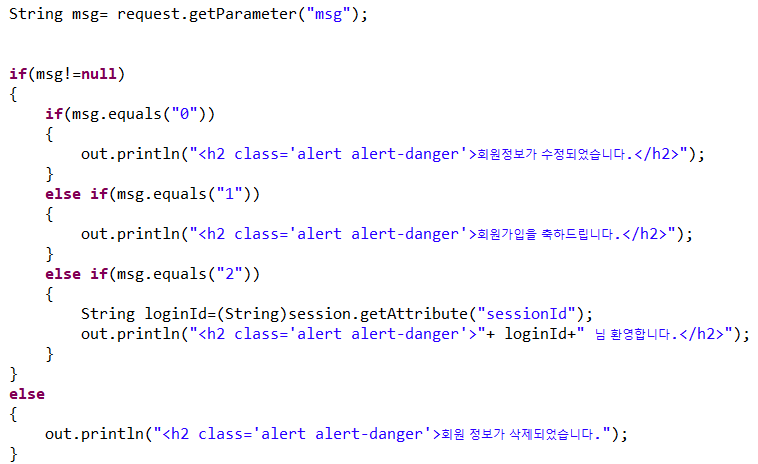 String msg= request.getParameter("msg");
if(msg!=null)
{
if(msg.equals("0"))
{
out.println("<h2 class='alert alert-danger'>회원정보가 수정되었습니다.</h2>");
}
else if(msg.equals("1"))
{
out.println("<h2 class='alert alert-danger'>회원가입을 축하드립니다.</h2>");
}
else if(msg.equals("2"))
{
String loginId=(String)session.getAttribute("sessionId");
out.println("<h2 class='alert alert-danger'>"+ loginId+" 님 환영합니다.</h2>");
}
}
else
{
out.println("<h2 class='alert alert-danger'>회원 정보가 삭제되었습니다.");
}